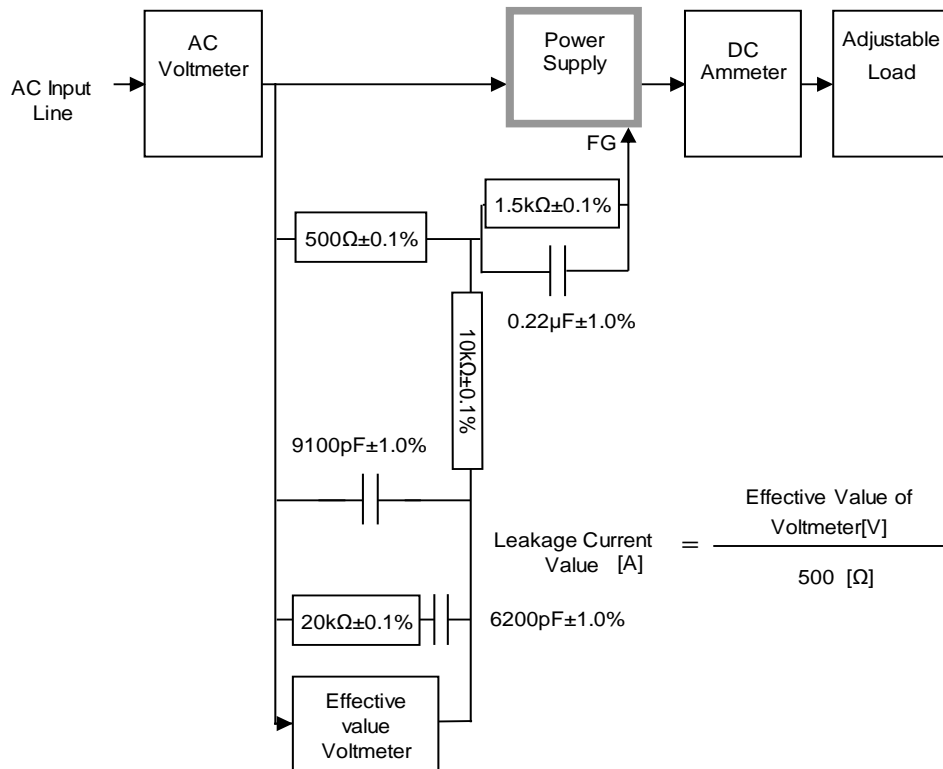 AC
Voltmeter
Power
Supply
DC
Ammeter
Adjustable
Load
AC Input
Line
FG
1.5kΩ±0.1%
500Ω±0.1%
0.22µF±1.0%
10kΩ±0.1%
9100pF±1.0%
Leakage Current
Value [A]
=
Effective Value of
Voltmeter[V]
500 [Ω]
20kΩ±0.1%
6200pF±1.0%
Effective
value
Voltmeter